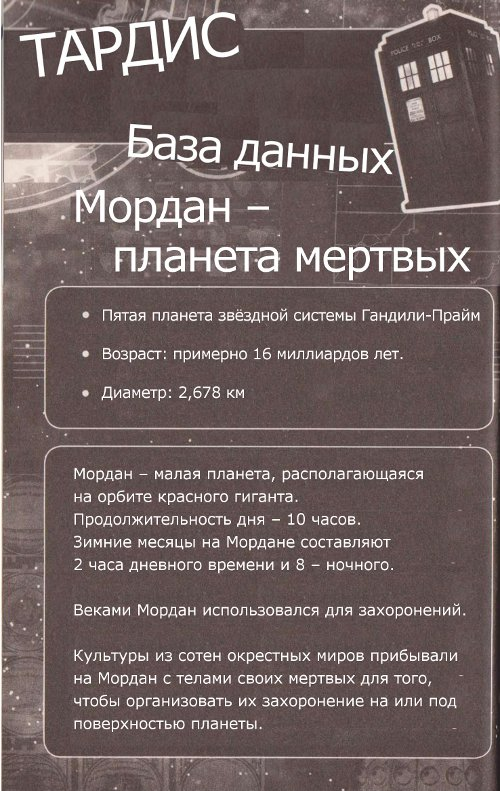 ТАРДИС
POLICE BOX
База данных
Мордан –
планета мертвых
Пятая планета звёздной системы Гандили-Прайм
Возраст: примерно 16 миллиардов лет.
Диаметр: 2,678 км
Мордан – малая планета, располагающаяся
на орбите красного гиганта.
Продолжительность дня – 10 часов.
Зимние месяцы на Мордане составляют
2 часа дневного времени и 8 – ночного.
Веками Мордан использовался для захоронений.
Культуры из сотен окрестных миров прибывали
на Мордан с телами своих мертвых для того,
чтобы организовать их захоронение на или под
поверхностью планеты.